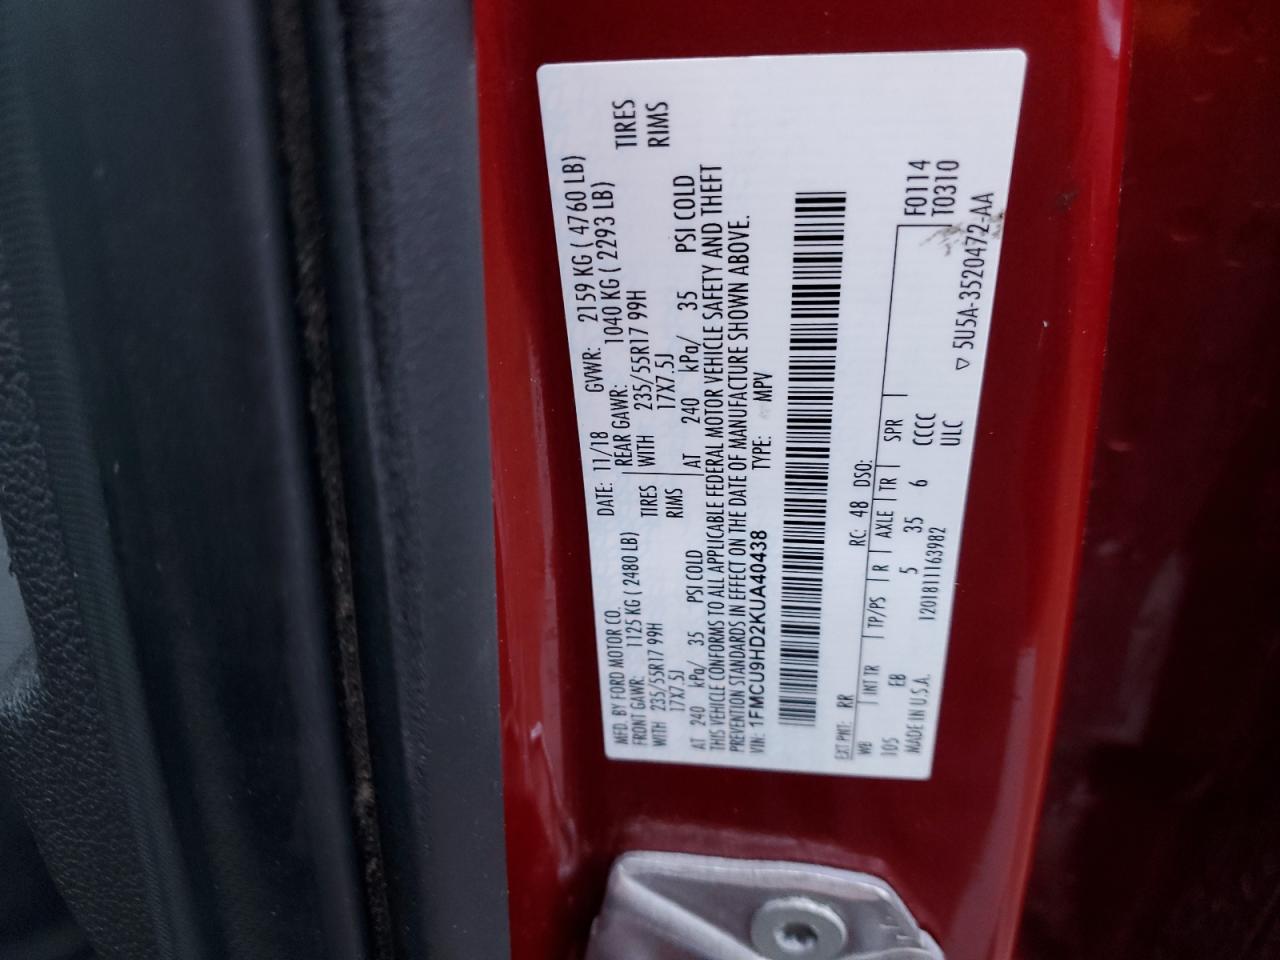 MFD. BY FORD MOTOR CO. DATE: 11/18 GVWR: 2159 KG ( 4760 LB)
FRONT GAWR: 1125 KG ( 2480 LB) REAR GAWR: 1040 KG ( 2293 LB)
WITH 235/55R17 99H TIRES WITH 235/55R17 99H TIRES
17X7.5J RIMS 17X7.5J RIMS
AT 240 kPa/ 35 PSI COLD AT 240 kPa/ 35 PSI COLD
THIS VEHICLE CONFORMS TO ALL APPLICABLE FEDERAL MOTOR VEHICLE SAFETY AND THEFT
PREVENTION STANDARDS IN EFFECT ON THE DATE OF MANUFACTURE SHOWN ABOVE.
VIN: 1FMCU9HD2KUA40438 TYPE: MPV
EXT PNT: RR RC: 48 DSO: F0114
WB INT TR TP/PS R AXLE TR SPR T0310
105 EB 5 35 6 CCCC
MADE IN U.S.A. 1201811163982 ULC
▽ 5U5A-3520472-AA